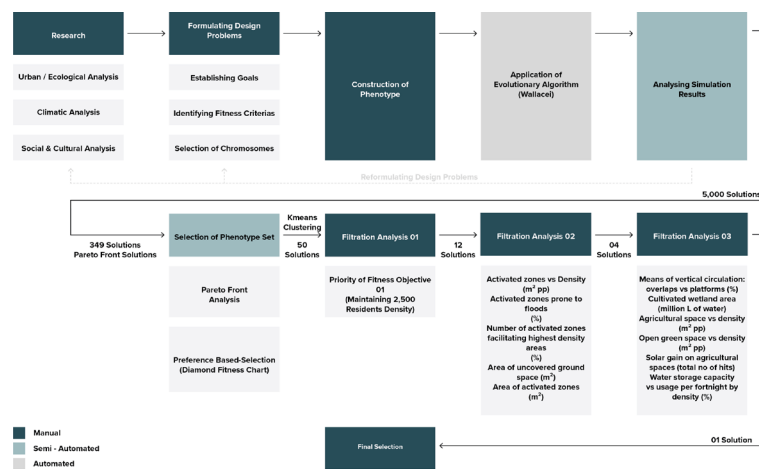 Research
Urban / Ecological Analysis
Climatic Analysis
Social & Cultural Analysis
Formulating Design
Problems
Establishing Goals
Identifying Fitness Criterias
Selection of Chromosomes
Construction of
Phenotype
Application of
Evolutionary Algorithm
(Wallacei)
Analysing Simulation
Results
Reformulating Design Problems
5,000 Solutions
349 Solutions
Pareto Front Solutions
Selection of Phenotype Set
Pareto Front
Analysis
Preference Based-Selection
(Diamond Fitness Chart)
Kmeans
Clustering
50
Solutions
Filtration Analysis 01
Priority of Fitness Objective
01
(Maintaining 2,500
Residents Density)
12
Solutions
Filtration Analysis 02
Activated zones vs Density
(m² pp)
Activated zones prone to
floods
(%)
Number of activated zones
facilitating highest density
areas
(%)
Area of uncovered ground
space (m²)
Area of activated zones
(m²)
04
Solutions
Filtration Analysis 03
Means of vertical circulation:
overlaps vs platforms (%)
Cultivated wetland area
(million L of water)
Agricultural space vs density
(m² pp)
Open green space vs density
(m² pp)
Solar gain on agricultural
spaces (total no of hits)
Water storage capacity
vs usage per fortnight by
density (%)
01 Solution
Final Selection
Manual
Semi - Automated
Automated